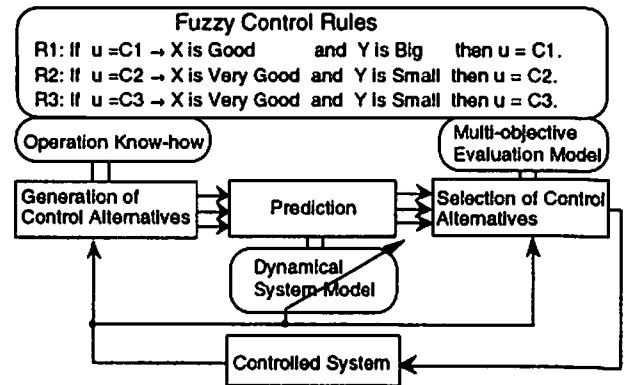 Fuzzy Control Rules
R1: If u =C1 → X is Good and Y is Big then u = C1.
R2: If u =C2 → X is Very Good and Y is Small then u = C2.
R3: If u =C3 → X is Very Good and Y is Small then u = C3.
Operation Know-how
Multi-objective
Evaluation Model
Generation of
Control Alternatives
Prediction
Selection of Control
Alternatives
Dynamical
System Model
Controlled System